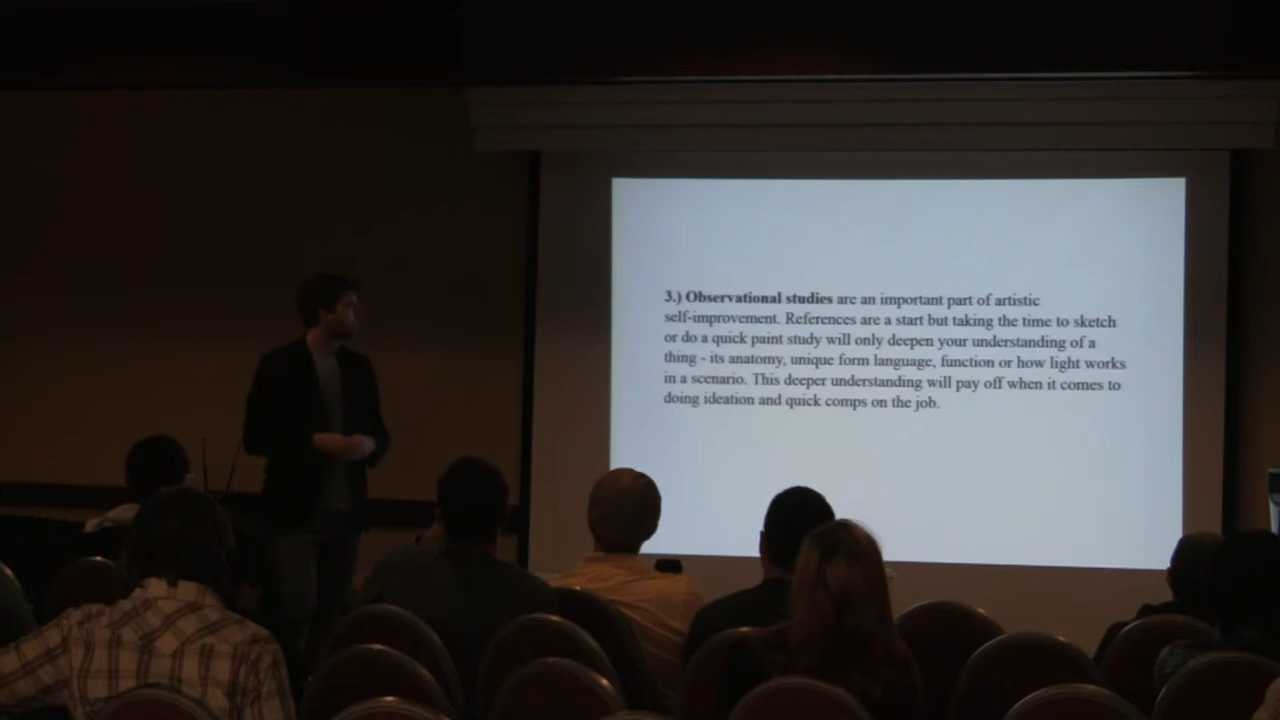 3.) Observational studies are an important part of artistic
self-improvement. References are a start but taking the time to sketch
or do a quick paint study will only deepen your understanding of a
thing - its anatomy, unique form language, function or how light works
in a scenario. This deeper understanding will pay off when it comes to
doing ideation and quick comps on the job.